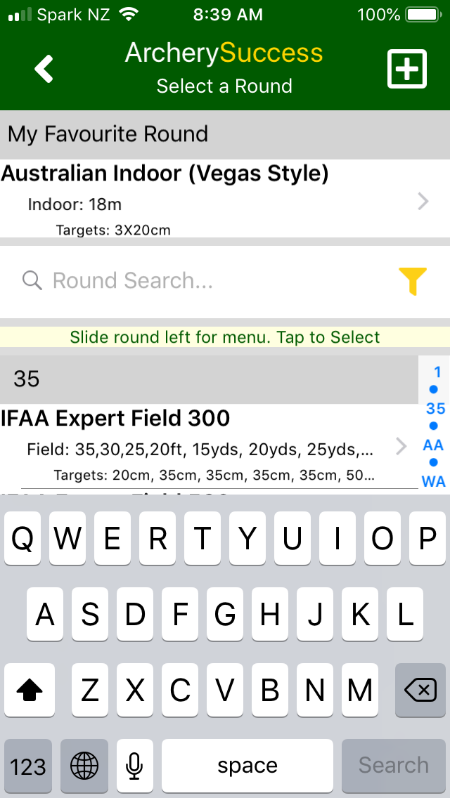 Spark NZ 8:39 AM 100%
ArcherySuccess
Select a Round
My Favourite Round
Australian Indoor (Vegas Style)
Indoor: 18m
Targets: 3X20cm
Round Search...
Slide round left for menu. Tap to Select
35
IFAA Expert Field 300
Field: 35,30,25,20ft, 15yds, 20yds, 25yds,...
Targets: 20cm, 35cm, 35cm, 35cm, 35cm, 50...
1
35
AA
WA
Q W E R T Y U I O P
A S D F G H J K L
Z X C V B N M
123 space Search